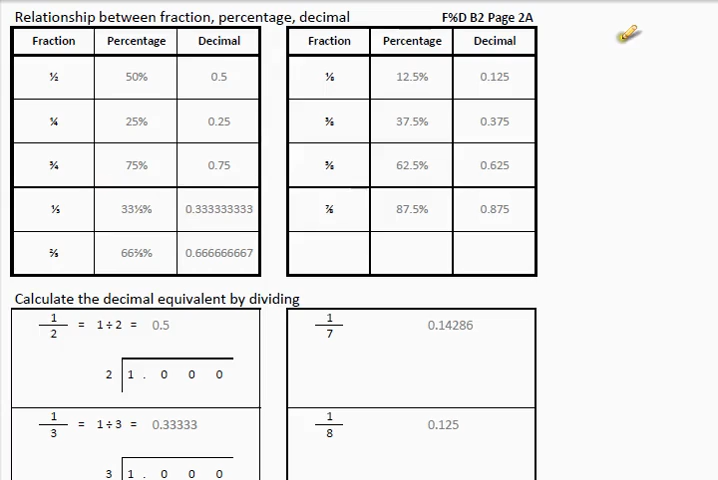 Relationship between fraction, percentage, decimal F%D B2 Page 2A
Fraction Percentage Decimal Fraction Percentage Decimal
½ 50% 0.5 ⅛ 12.5% 0.125
¼ 25% 0.25 ⅜ 37.5% 0.375
¾ 75% 0.75 ⅝ 62.5% 0.625
⅓ 33⅓% 0.333333333 ⅞ 87.5% 0.875
⅔ 66⅔% 0.666666667
Calculate the decimal equivalent by dividing
1/2 = 1÷2 = 0.5 1/7 0.14286
2 1 . 0 0 0
1/3 = 1÷3 = 0.33333 1/8 0.125
3 1 . 0 0 0